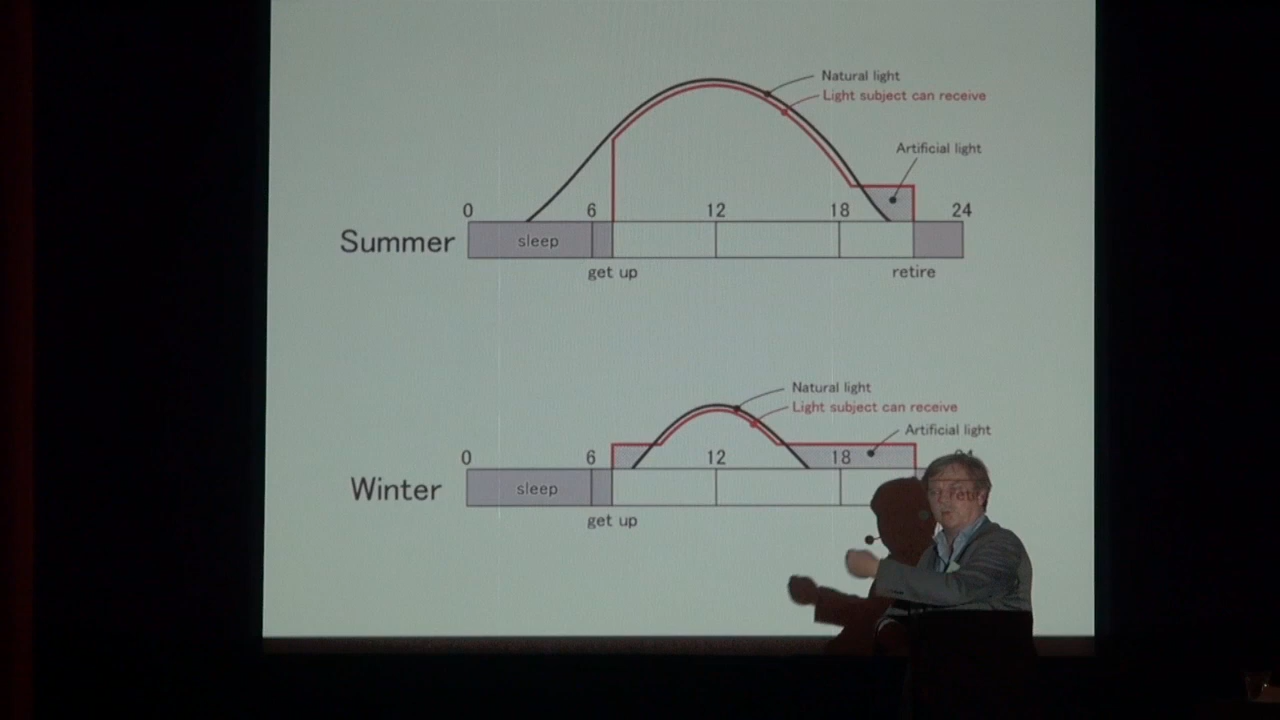 Natural light
Light subject can receive
Artificial light
0 6 12 18 24
Summer
sleep
get up
retire
Natural light
Light subject can receive
Artificial light
0 6 12 18
Winter
sleep
get up